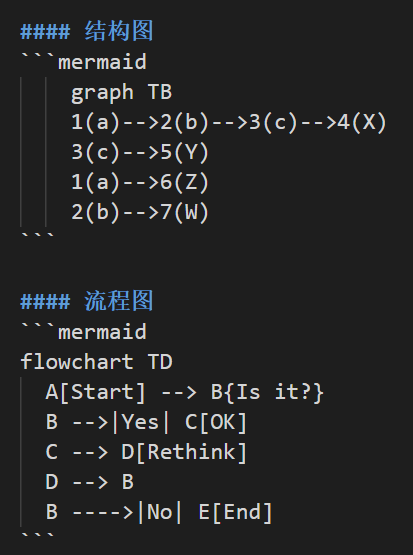 #### 结构图
```mermaid
    graph TB
    1(a)-->2(b)-->3(c)-->4(X)
    3(c)-->5(Y)
    1(a)-->6(Z)
    2(b)-->7(W)
```

#### 流程图
```mermaid
flowchart TD
  A[Start] --> B{Is it?}
  B -->|Yes| C[OK]
  C --> D[Rethink]
  D --> B
  B ---->|No| E[End]
```